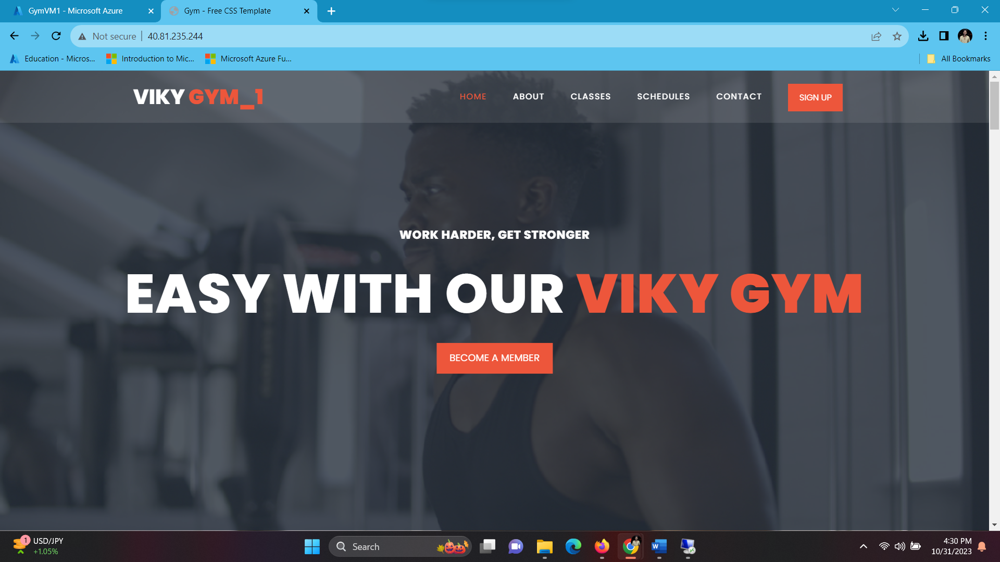 GymVM1 - Microsoft Azure
Gym - Free CSS Template
Not secure
40.81.235.244
Education - Micros...
Introduction to Mic...
Microsoft Azure Fu...
All Bookmarks
VIKY GYM_1
HOME
ABOUT
CLASSES
SCHEDULES
CONTACT
SIGN UP
WORK HARDER, GET STRONGER
EASY WITH OUR VIKY GYM
BECOME A MEMBER
1
USD/JPY
+1.05%
Search
W
4:30 PM
10/31/2023